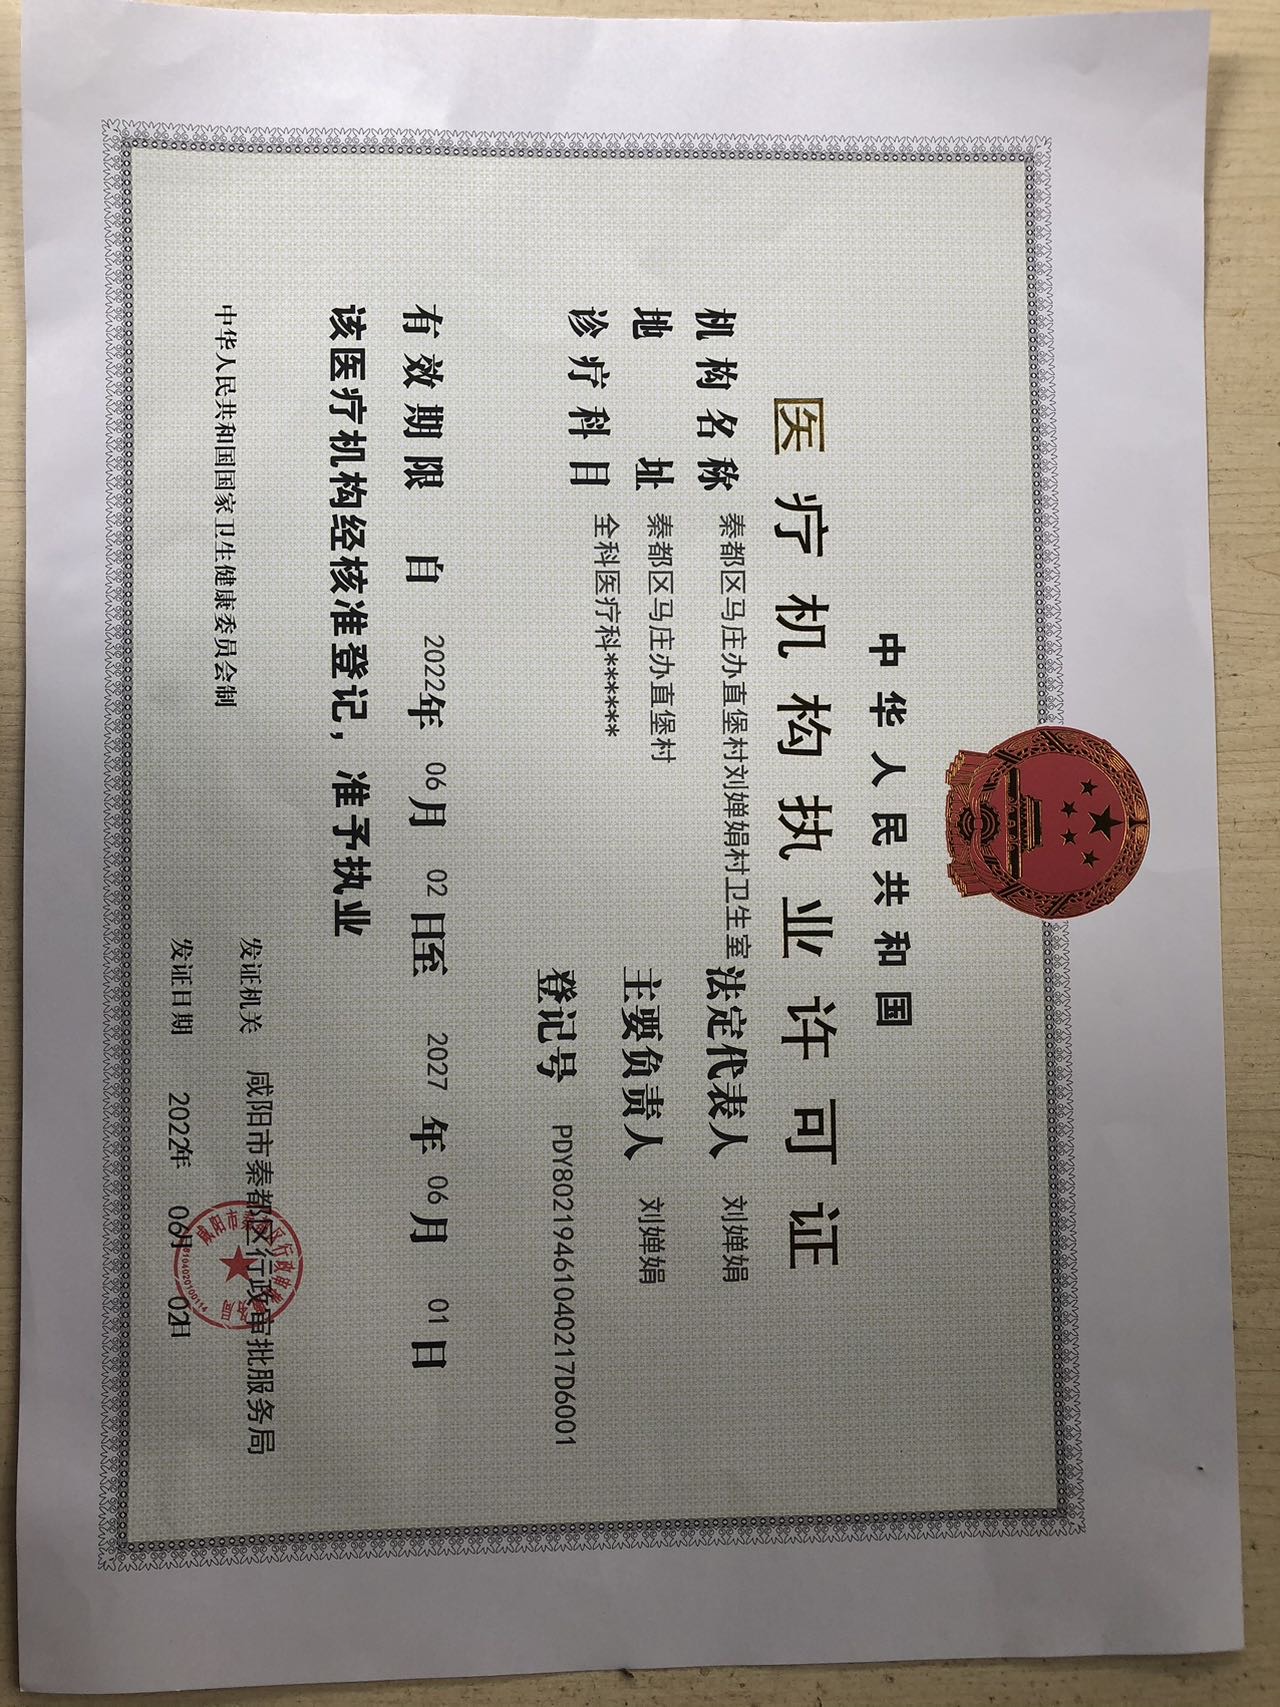 中华人民共和国
医疗机构执业许可证
机构名称 秦都区马庄办直堡村刘婵娟村卫生室 法定代表人 刘婵娟
地址 秦都区马庄办直堡村 主要负责人 刘婵娟
诊疗科目 全科医疗科****** 登记号 PDY80219461040217D6001
有效期限 自 2022年 06月 02日至 2027年 06月 01日
该医疗机构经核准登记，准予执业
发证机关 咸阳市秦都区行政审批服务局
中华人民共和国国家卫生健康委员会制 发证日期 2022年 06月 02日